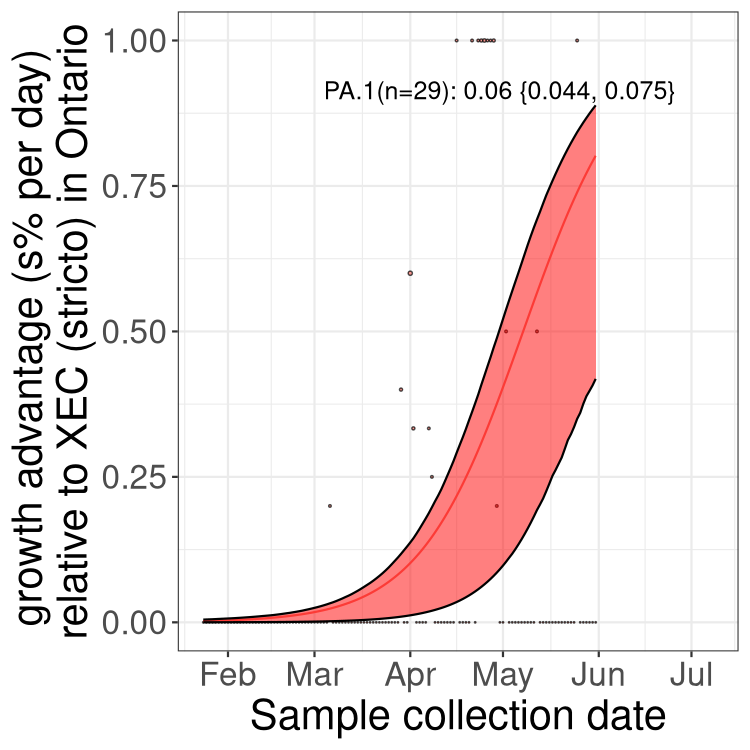 growth advantage (s% per day)
relative to XEC (stricto) in Ontario
1.00
0.75
0.50
0.25
0.00
PA.1(n=29): 0.06 {0.044, 0.075}
Feb Mar Apr May Jun Jul
Sample collection date